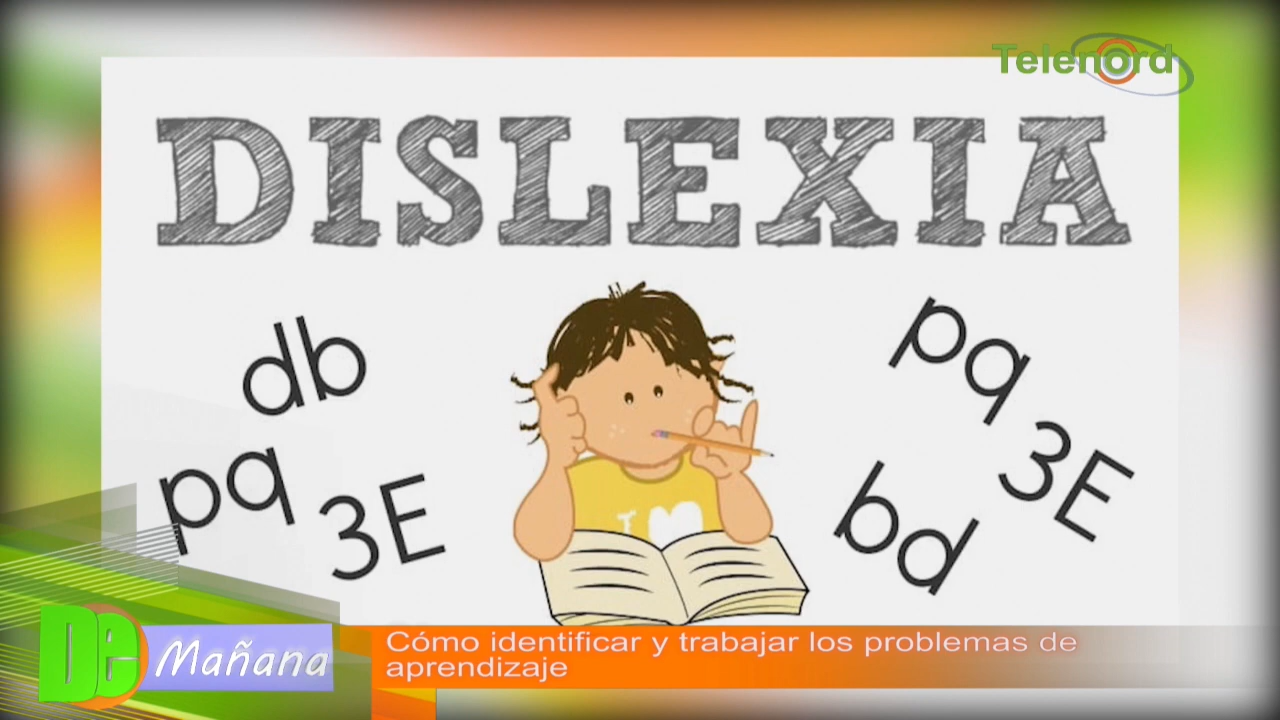 Telenord
DISLEXIA
db
pq
3E
pq
3E
bd
I
De Mañana
Cómo identificar y trabajar los problemas de
aprendizaje